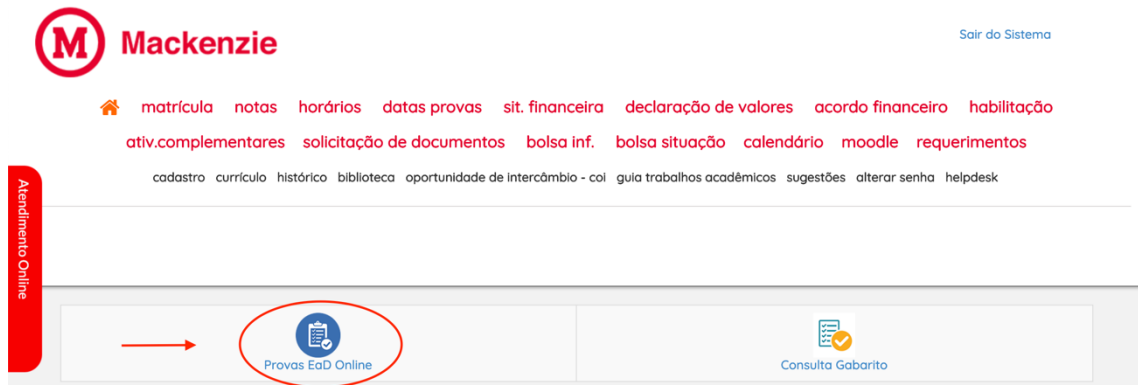 M Mackenzie
Sair do Sistema
matrícula notas horários datas provas sit. financeira declaração de valores acordo financeiro habilitação
ativ.complementares solicitação de documentos bolsa inf. bolsa situação calendário moodle requerimentos
cadastro currículo histórico biblioteca oportunidade de intercâmbio - coi guia trabalhos acadêmicos sugestões alterar senha helpdesk
Atendimento Online
Provas EaD Online
Consulta Gabarito